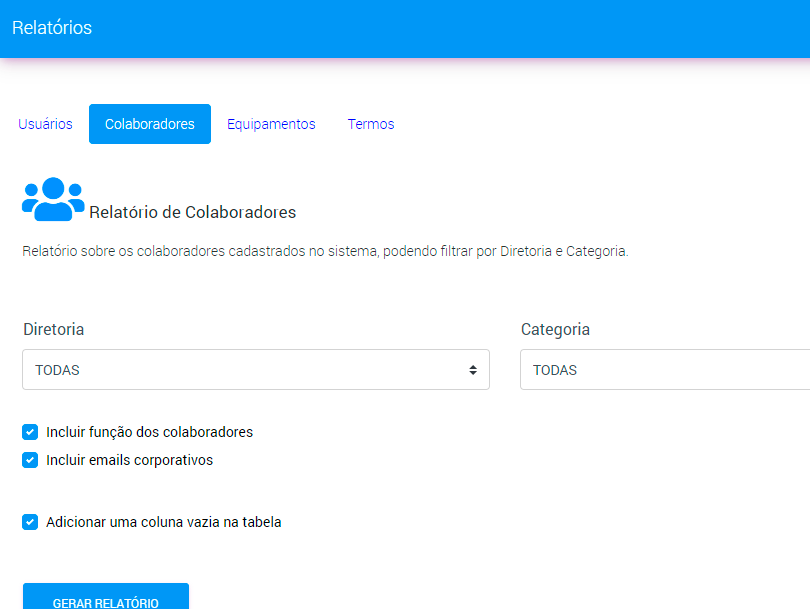 Relatórios
Usuários Colaboradores Equipamentos Termos
Relatório de Colaboradores
Relatório sobre os colaboradores cadastrados no sistema, podendo filtrar por Diretoria e Categoria.
Diretoria Categoria
TODAS TODAS
Incluir função dos colaboradores
Incluir emails corporativos
Adicionar uma coluna vazia na tabela
GERAR RELATÓRIO